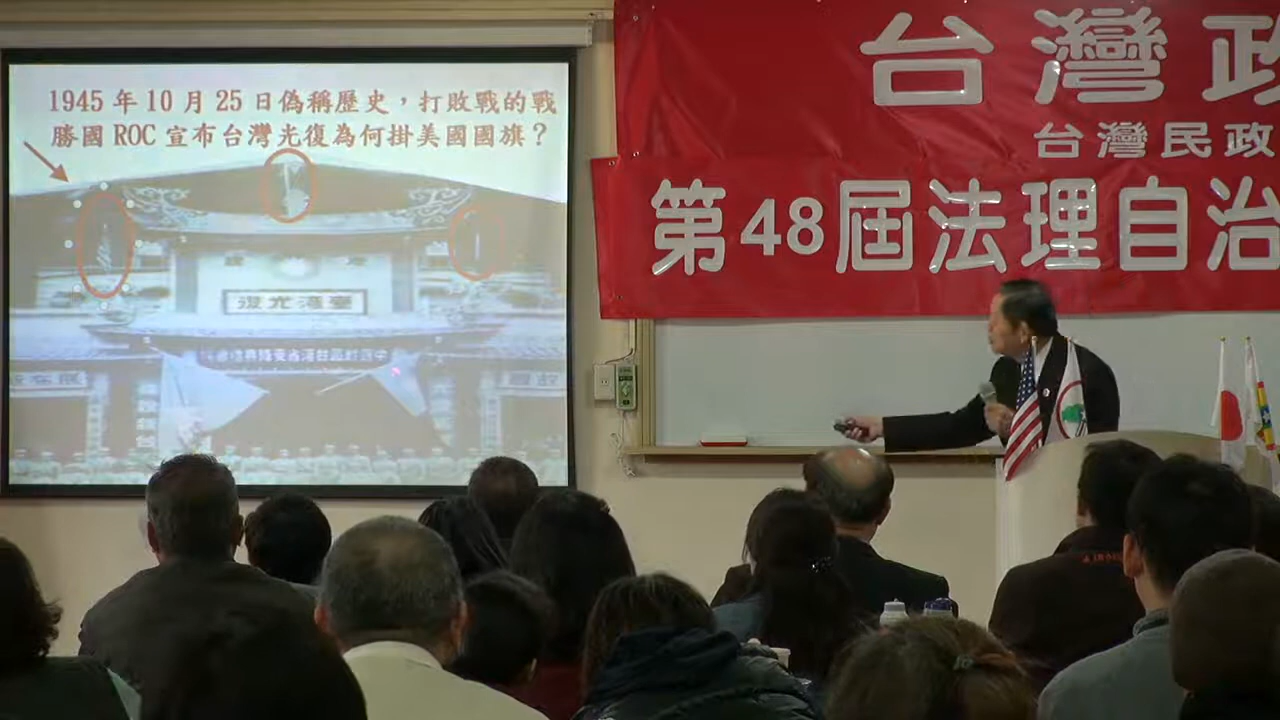 1945 年 10 月 25 日偽稱歷史，打敗戰的戰
勝國 ROC 宣布台灣光復為何掛美國國旗？
復光灣臺
台灣政
台灣民政
第48屆法理自治